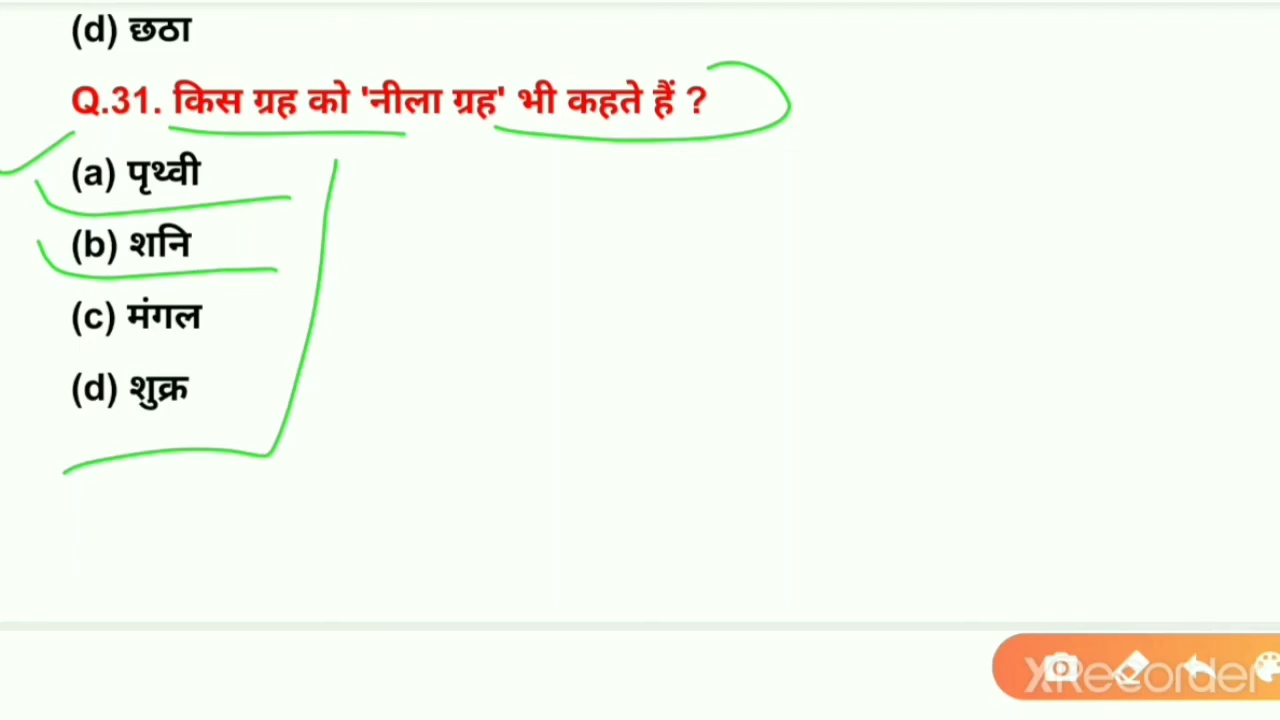 (d) छठा
Q.31. किस ग्रह को 'नीला ग्रह' भी कहते हैं ?
(a) पृथ्वी
(b) शनि
(c) मंगल
(d) शुक्र
XRecorder